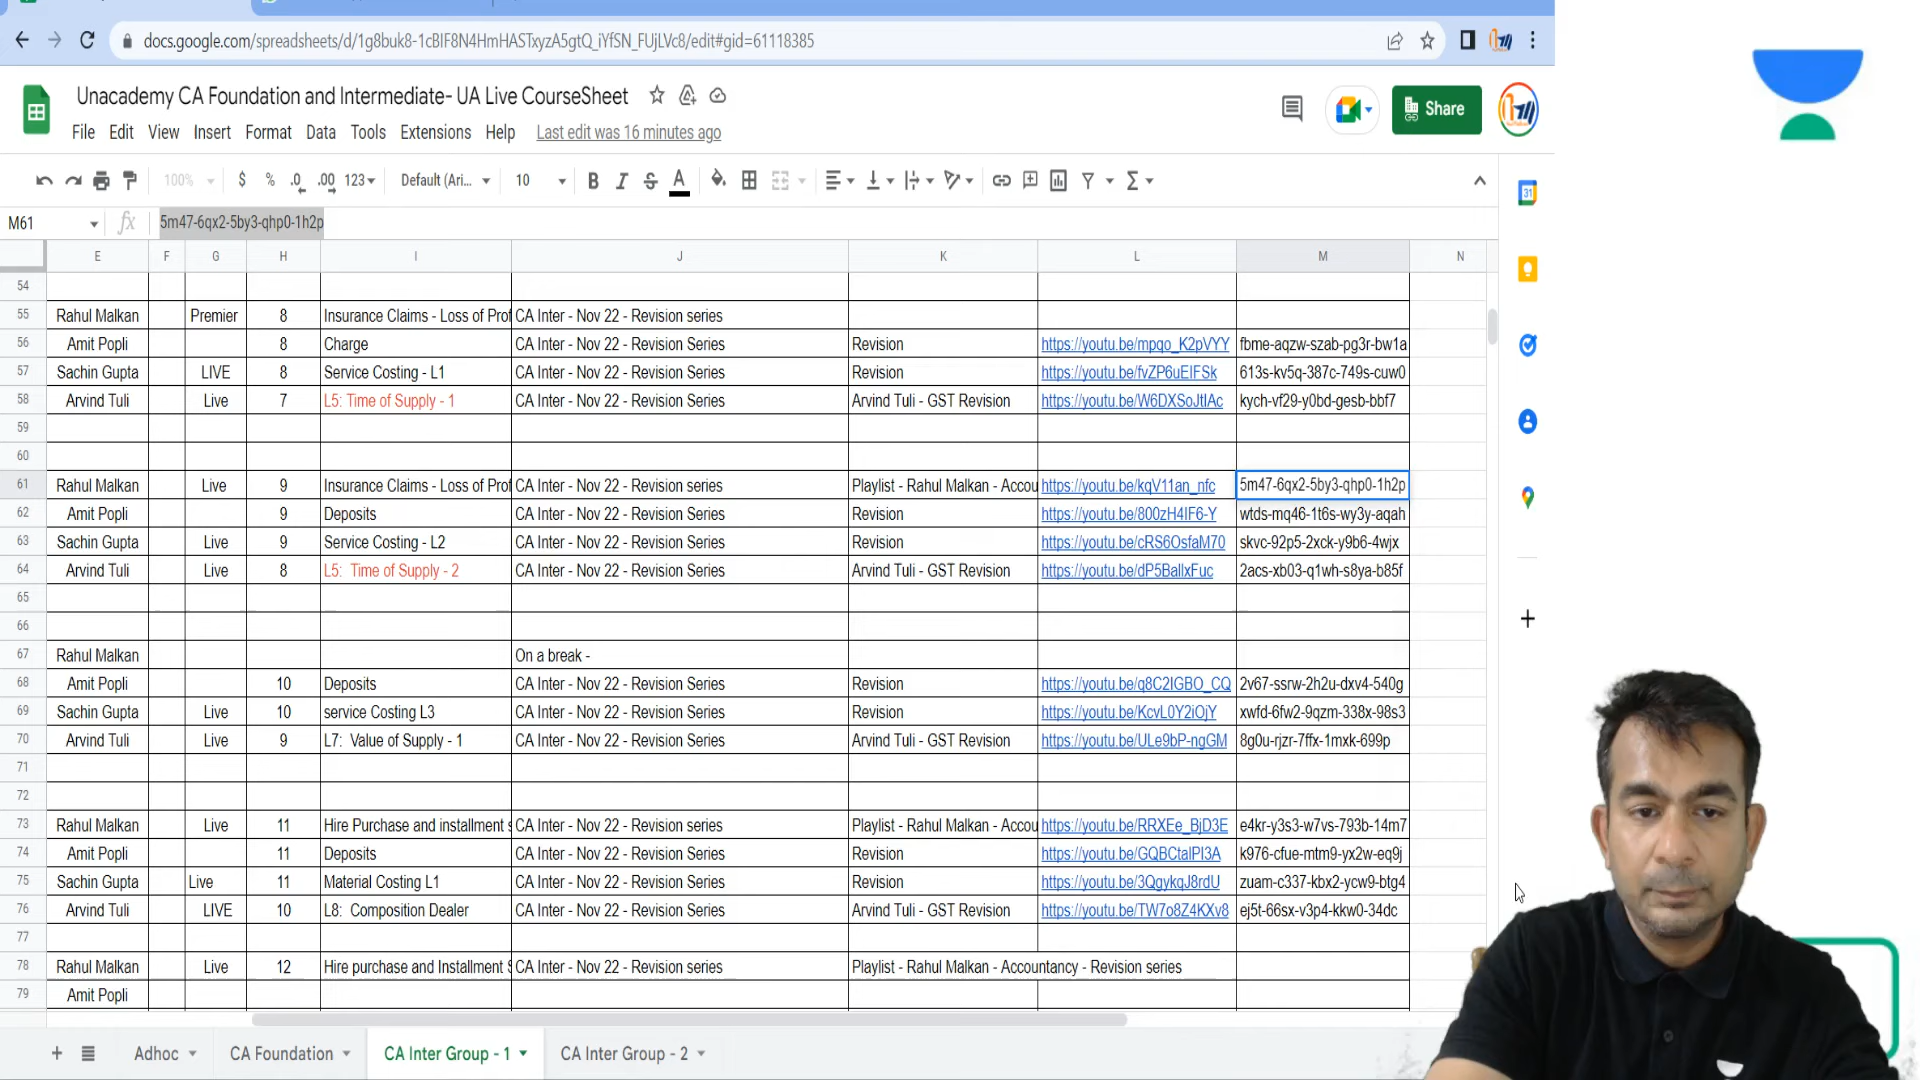 docs.google.com/spreadsheets/d/1g8buk8-1cBIF8N4HmHASTxyzA5gtQ_iYfSN_FUjLVc8/edit#gid=61118385
Unacademy CA Foundation and Intermediate- UA Live CourseSheet
Share
File Edit View Insert Format Data Tools Extensions Help Last edit was 16 minutes ago
100% $ % .0 .00 123 Default (Ari... 10 B I S A
M61 fx 5m47-6qx2-5by3-qhp0-1h2p
E F G H I J K L M N
54
55 Rahul Malkan Premier 8 Insurance Claims - Loss of Prof CA Inter - Nov 22 - Revision series
56 Amit Popli 8 Charge CA Inter - Nov 22 - Revision Series Revision https://youtu.be/mpqo_K2pVYY fbme-aqzw-szab-pg3r-bw1a
57 Sachin Gupta LIVE 8 Service Costing - L1 CA Inter - Nov 22 - Revision Series Revision https://youtu.be/fvZP6uEIFSk 613s-kv5q-387c-749s-cuw0
58 Arvind Tuli Live 7 L5: Time of Supply - 1 CA Inter - Nov 22 - Revision Series Arvind Tuli - GST Revision https://youtu.be/W6DXSoJtIAc kych-vf29-y0bd-gesb-bbf7
59
60
61 Rahul Malkan Live 9 Insurance Claims - Loss of Prof CA Inter - Nov 22 - Revision series Playlist - Rahul Malkan - Accou https://youtu.be/kqV11an_nfc 5m47-6qx2-5by3-qhp0-1h2p
62 Amit Popli 9 Deposits CA Inter - Nov 22 - Revision Series Revision https://youtu.be/800zH4IF6-Y wtds-mq46-1t6s-wy3y-aqah
63 Sachin Gupta Live 9 Service Costing - L2 CA Inter - Nov 22 - Revision Series Revision https://youtu.be/cRS6OsfaM70 skvc-92p5-2xck-y9b6-4wjx
64 Arvind Tuli Live 8 L5: Time of Supply - 2 CA Inter - Nov 22 - Revision Series Arvind Tuli - GST Revision https://youtu.be/dP5BallxFuc 2acs-xb03-q1wh-s8ya-b85f
65
66
67 Rahul Malkan On a break -
68 Amit Popli 10 Deposits CA Inter - Nov 22 - Revision Series Revision https://youtu.be/q8C2IGBO_CQ 2v67-ssrw-2h2u-dxv4-540g
69 Sachin Gupta Live 10 service Costing L3 CA Inter - Nov 22 - Revision Series Revision https://youtu.be/KcvL0Y2iOjY xwfd-6fw2-9qzm-338x-98s3
70 Arvind Tuli Live 9 L7: Value of Supply - 1 CA Inter - Nov 22 - Revision Series Arvind Tuli - GST Revision https://youtu.be/ULe9bP-ngGM 8g0u-rjzr-7ffx-1mxk-699p
71
72
73 Rahul Malkan Live 11 Hire Purchase and installment s CA Inter - Nov 22 - Revision series Playlist - Rahul Malkan - Accou https://youtu.be/RRXEe_BjD3E e4kr-y3s3-w7vs-793b-14m7
74 Amit Popli 11 Deposits CA Inter - Nov 22 - Revision Series Revision https://youtu.be/GQBCtalPI3A k976-cfue-mtm9-yx2w-eq9j
75 Sachin Gupta Live 11 Material Costing L1 CA Inter - Nov 22 - Revision Series Revision https://youtu.be/3QgykqJ8rdU zuam-c337-kbx2-ycw9-btg4
76 Arvind Tuli LIVE 10 L8: Composition Dealer CA Inter - Nov 22 - Revision Series Arvind Tuli - GST Revision https://youtu.be/TW7o8Z4KXv8 ej5t-66sx-v3p4-kkw0-34dc
77
78 Rahul Malkan Live 12 Hire purchase and Installment S CA Inter - Nov 22 - Revision series Playlist - Rahul Malkan - Accountancy - Revision series
79 Amit Popli
Adhoc CA Foundation CA Inter Group - 1 CA Inter Group - 2
31